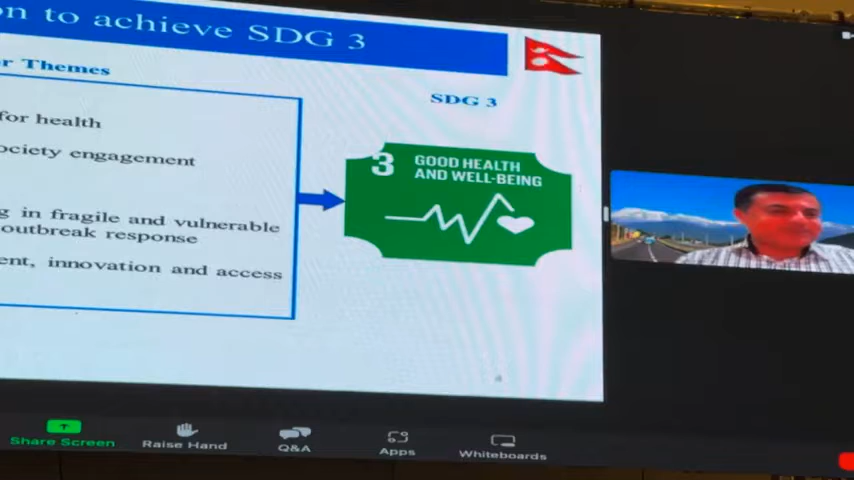 on to achieve SDG 3
r Themes
SDG 3
for health
ociety engagement
g in fragile and vulnerable
outbreak response
ent, innovation and access
3 GOOD HEALTH
AND WELL-BEING
Share Screen
Raise Hand
Q&A
Apps
Whiteboards